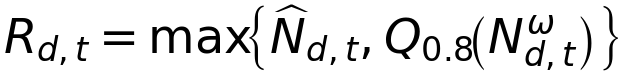 R_{d, t} = max{ \widehat{N}_{d, t}, Q_{0.8}(N^{ω}_{d, t}) }